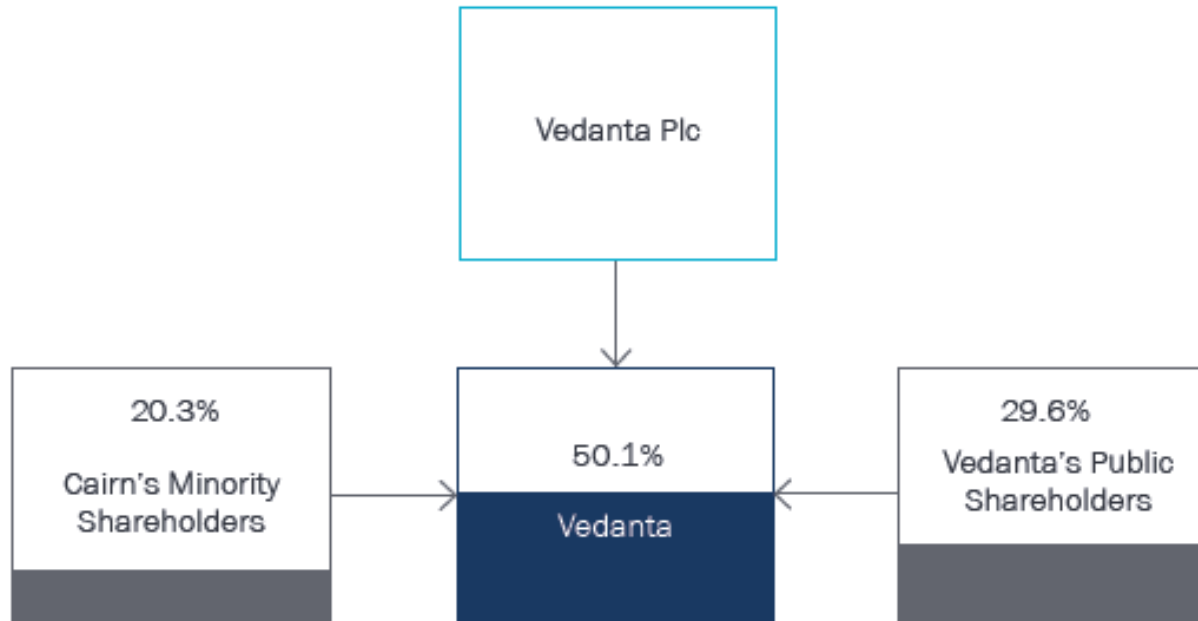 Vedanta Plc
20.3%
Cairn's Minority
Shareholders
50.1%
Vedanta
29.6%
Vedanta's Public
Shareholders